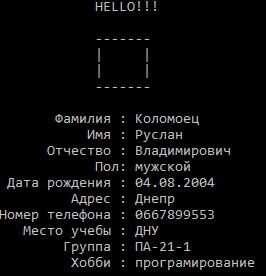 HELLO!!!
-------
|     |
|     |
-------
Фамилия : Коломоец
Имя : Руслан
Отчество : Владимирович
Пол: мужской
Дата рождения : 04.08.2004
Адрес : Днепр
Номер телефона : 0667899553
Место учебы : ДНУ
Группа : ПА-21-1
Хобби : програмирование